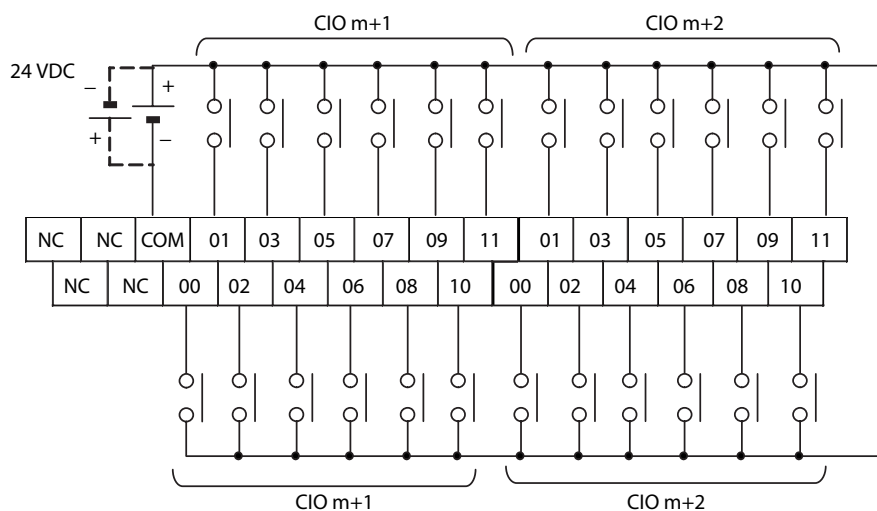 CIO m+1 CIO m+2
24 VDC
– +
+ –
NC NC COM 01 03 05 07 09 11 01 03 05 07 09 11
NC NC 00 02 04 06 08 10 00 02 04 06 08 10
CIO m+1 CIO m+2